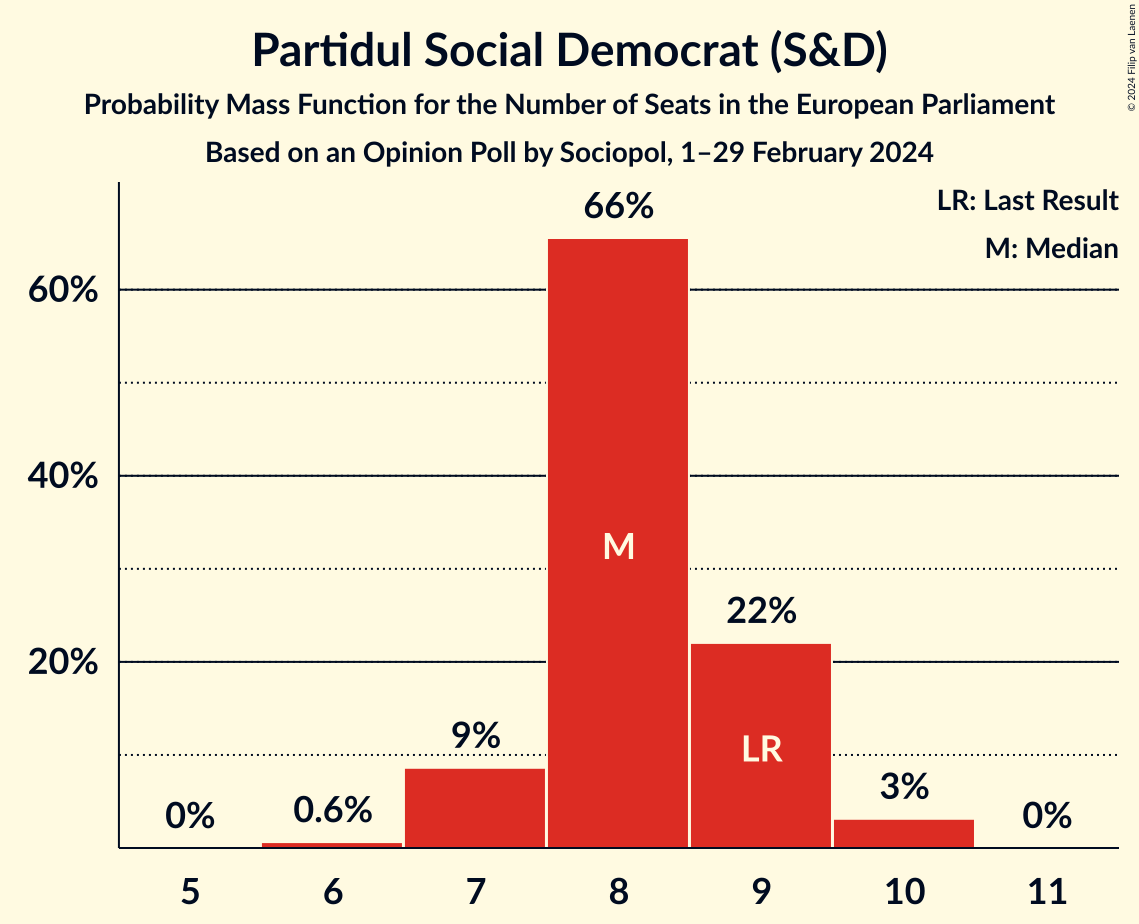 Partidul Social Democrat (S&D)
Probability Mass Function for the Number of Seats in the European Parliament
Based on an Opinion Poll by Sociopol, 1–29 February 2024
© 2024 Filip van Laenen
LR: Last Result
M: Median
66%
60%
40%
M
22%
20%
9%
LR
3%
0%
0.6%
0%
5 6 7 8 9 10 11